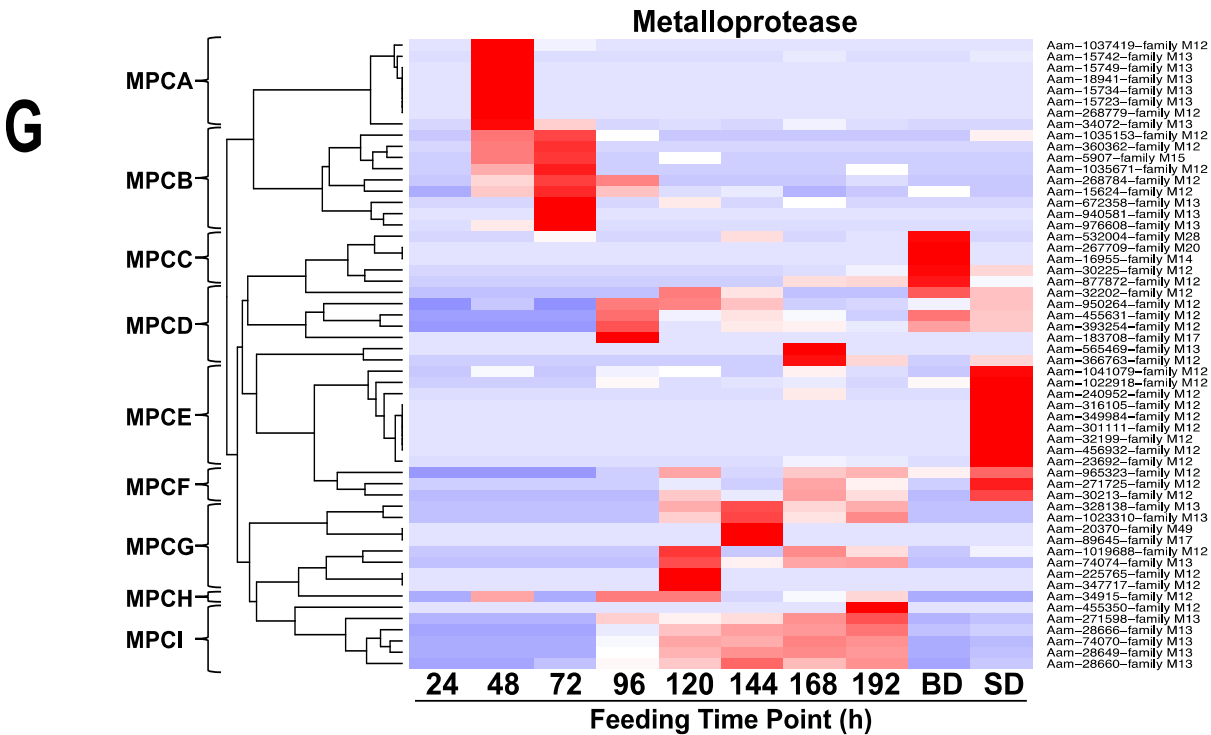 Metalloprotease
G
MPCA
MPCB
MPCC
MPCD
MPCE
MPCF
MPCG
MPCH
MPCI
Aam-1037419-family M12
Aam-15742-family M13
Aam-15749-family M13
Aam-18941-family M13
Aam-15734-family M13
Aam-15723-family M13
Aam-268779-family M12
Aam-34072-family M13
Aam-1035153-family M12
Aam-360362-family M12
Aam-5907-family M15
Aam-1035671-family M12
Aam-268784-family M12
Aam-15624-family M12
Aam-672358-family M13
Aam-940581-family M13
Aam-976608-family M13
Aam-532004-family M28
Aam-267709-family M20
Aam-16955-family M14
Aam-30225-family M12
Aam-877872-family M12
Aam-32202-family M12
Aam-950264-family M12
Aam-455631-family M12
Aam-393254-family M12
Aam-183708-family M17
Aam-565469-family M13
Aam-366763-family M12
Aam-1041079-family M12
Aam-1022918-family M12
Aam-240952-family M12
Aam-316105-family M12
Aam-349984-family M12
Aam-301111-family M12
Aam-32199-family M12
Aam-456932-family M12
Aam-23692-family M12
Aam-965323-family M12
Aam-271725-family M12
Aam-30213-family M12
Aam-328138-family M13
Aam-1023310-family M13
Aam-20370-family M49
Aam-89645-family M17
Aam-1019688-family M12
Aam-74074-family M13
Aam-225765-family M12
Aam-347717-family M12
Aam-34915-family M12
Aam-455350-family M12
Aam-271598-family M13
Aam-28666-family M13
Aam-74070-family M13
Aam-28649-family M13
Aam-28660-family M13
24 48 72 96 120 144 168 192 BD SD
Feeding Time Point (h)